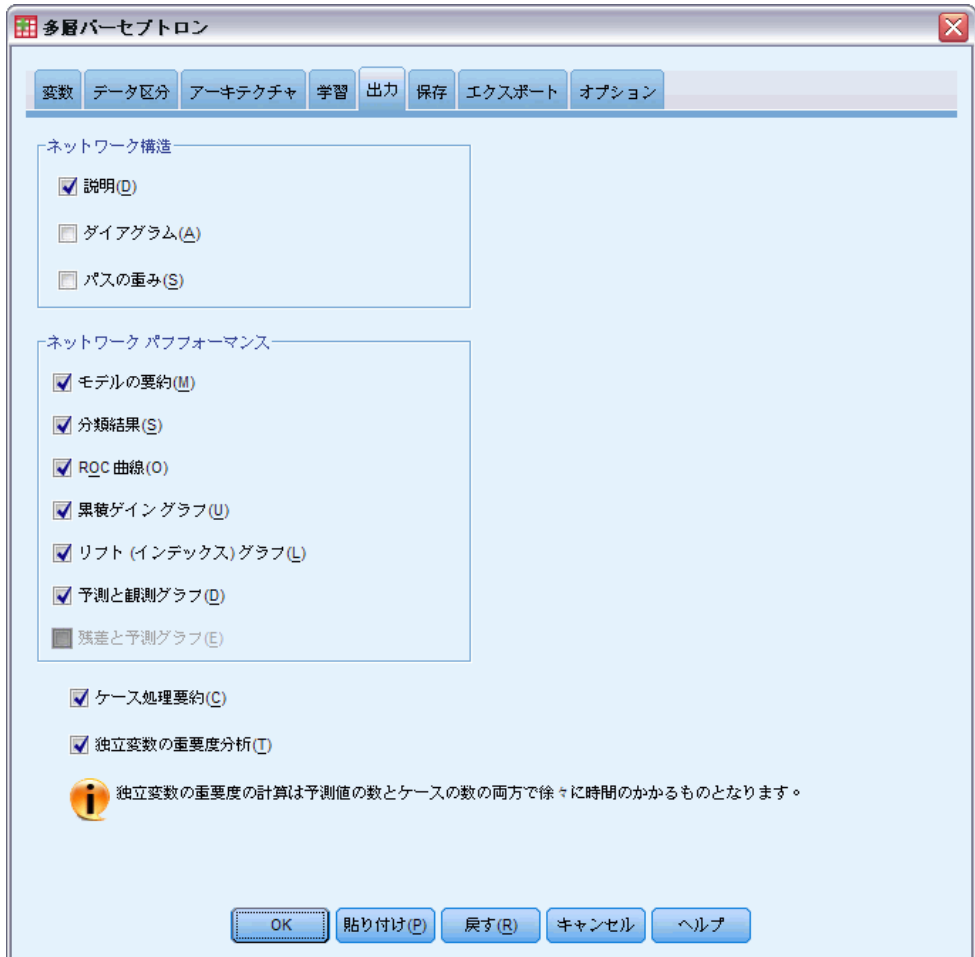 多層パーセプトロン
変数 データ区分 アーキテクチャ 学習 出力 保存 エクスポート オプション
ネットワーク構造
説明(D)
ダイアグラム(A)
パスの重み(S)
ネットワーク パフフォーマンス
モデルの要約(M)
分類結果(S)
ROC 曲線(O)
累積ゲイン グラフ(U)
リフト (インデックス) グラフ(L)
予測と観測グラフ(D)
残差と予測グラフ(E)
ケース処理要約(C)
独立変数の重要度分析(T)
独立変数の重要度の計算は予測値の数とケースの数の両方で徐々に時間のかかるものとなります。
OK 貼り付け(P) 戻す(R) キャンセル ヘルプ